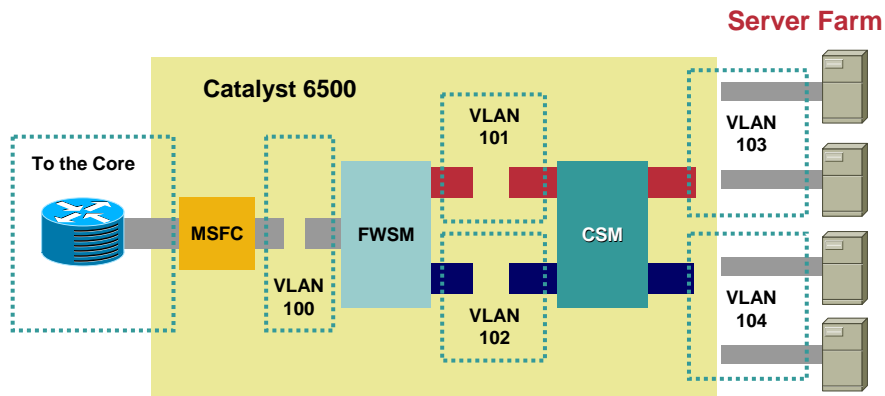 Server Farm
Catalyst 6500
To the Core
MSFC
VLAN
100
FWSM
VLAN
101
VLAN
102
CSM
VLAN
103
VLAN
104